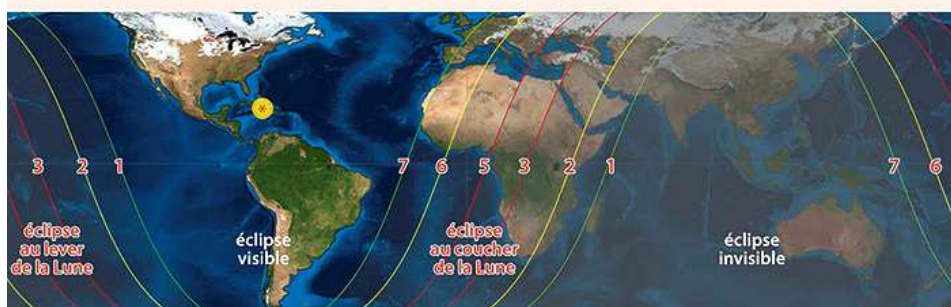 3 2 1 7 6 5 3 2 1 7 6
éclipse
au lever
de la Lune
éclipse
visible
éclipse
au coucher
de la Lune
éclipse
invisible